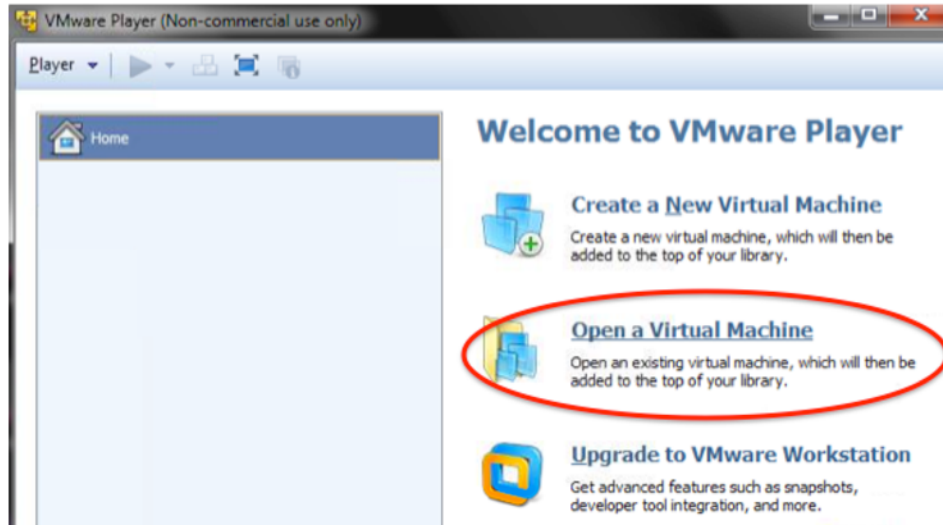 VMware Player (Non-commercial use only)
Player
Home
Welcome to VMware Player
Create a New Virtual Machine
Create a new virtual machine, which will then be
added to the top of your library.
Open a Virtual Machine
Open an existing virtual machine, which will then be
added to the top of your library.
Upgrade to VMware Workstation
Get advanced features such as snapshots,
developer tool integration, and more.